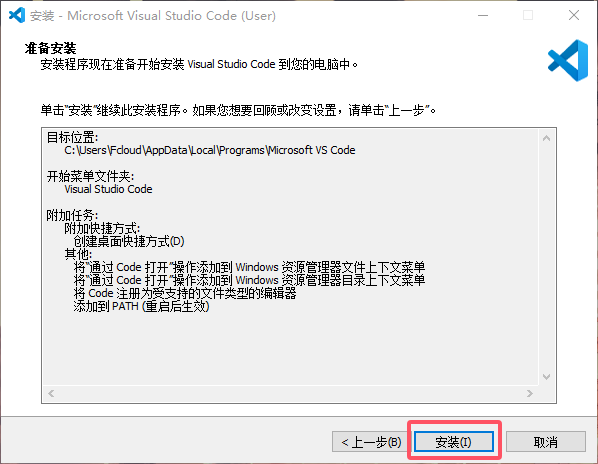 安装 - Microsoft Visual Studio Code (User)
准备安装
安装程序现在准备开始安装 Visual Studio Code 到您的电脑中。
单击“安装”继续此安装程序。如果您想要回顾或改变设置，请单击“上一步”。
目标位置:
C:\Users\Fcloud\AppData\Local\Programs\Microsoft VS Code
开始菜单文件夹:
Visual Studio Code
附加任务:
附加快捷方式:
创建桌面快捷方式(D)
其他:
将“通过 Code 打开”操作添加到 Windows 资源管理器文件上下文菜单
将“通过 Code 打开”操作添加到 Windows 资源管理器目录上下文菜单
将 Code 注册为受支持的文件类型的编辑器
添加到 PATH (重启后生效)
< 上一步(B) 安装(I) 取消